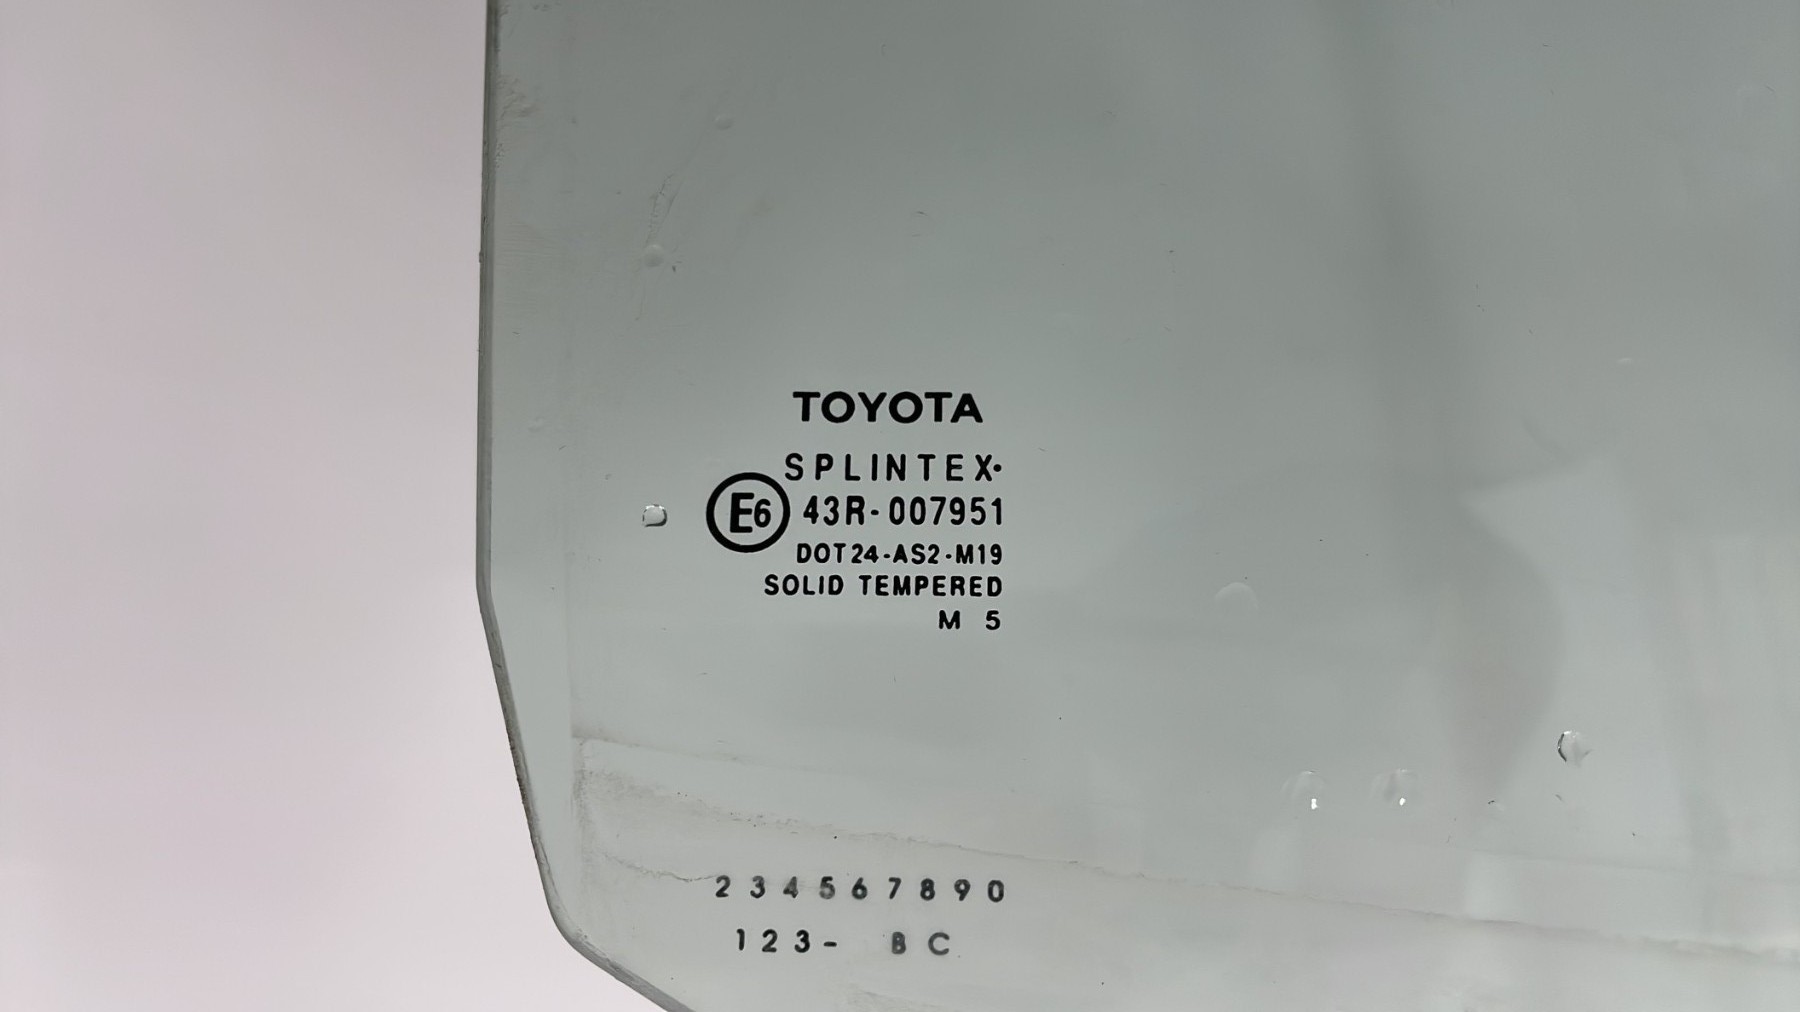 TOYOTA
SPLINTEX·
E6 43R-007951
DOT24-AS2-M19
SOLID TEMPERED
M 5
2 3 4 5 6 7 8 9 0
1 2 3 - B C